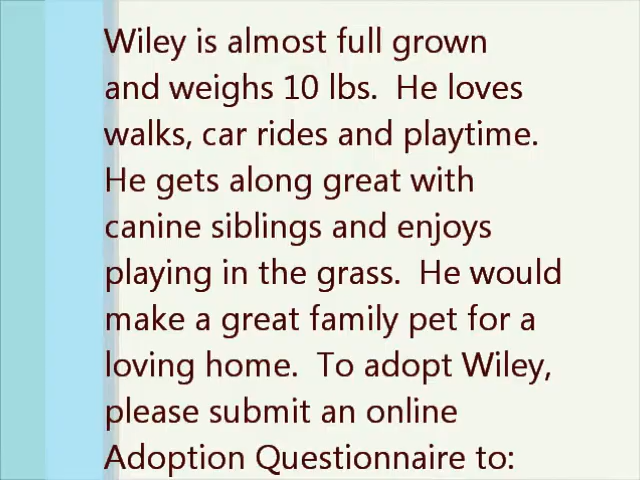 Wiley is almost full grown
and weighs 10 lbs.  He loves
walks, car rides and playtime.
He gets along great with
canine siblings and enjoys
playing in the grass.  He would
make a great family pet for a
loving home.  To adopt Wiley,
please submit an online
Adoption Questionnaire to: